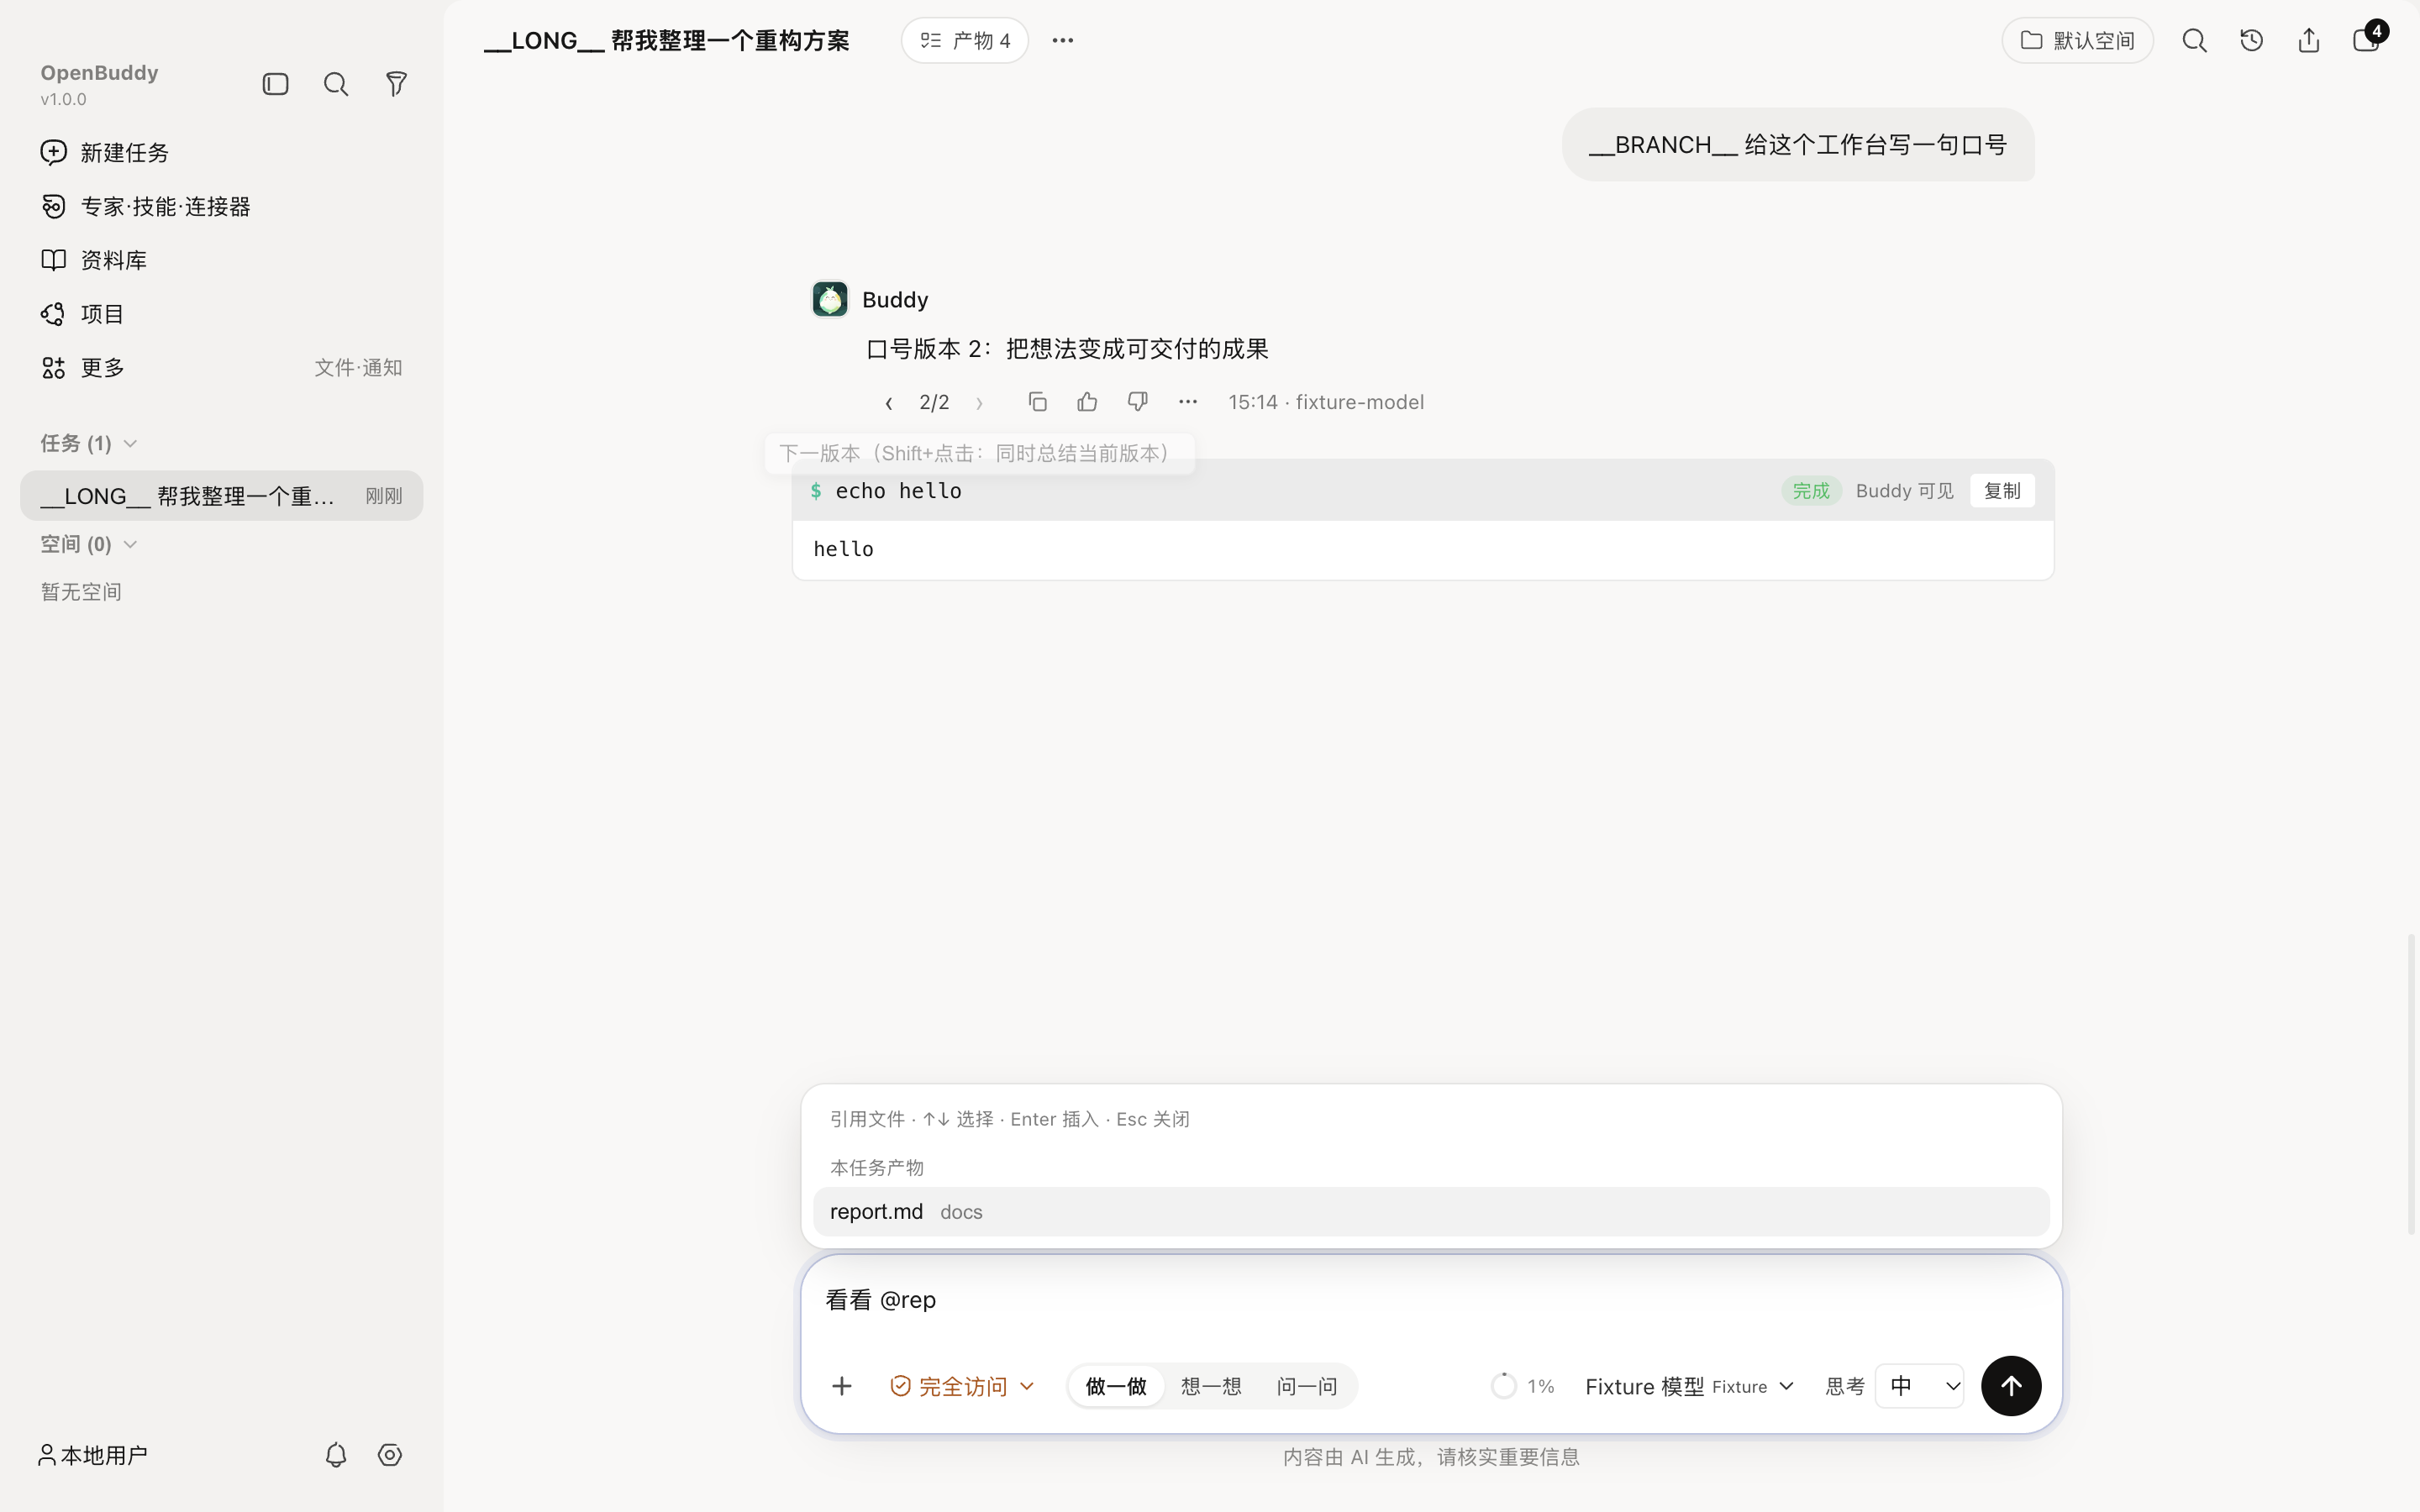 OpenBuddy
v1.0.0
新建任务
专家·技能·连接器
资料库
项目
更多 文件·通知
任务 (1)
__LONG__ 帮我整理一个重… 刚刚
空间 (0)
暂无空间
本地用户
__LONG__ 帮我整理一个重构方案 产物 4 默认空间 4
__BRANCH__ 给这个工作台写一句口号
Buddy
口号版本 2：把想法变成可交付的成果
2/2 15:14 · fixture-model
下一版本（Shift+点击：同时总结当前版本）
$ echo hello 完成 Buddy 可见 复制
hello
引用文件 · ↑↓ 选择 · Enter 插入 · Esc 关闭
本任务产物
report.md docs
看看 @rep
完全访问 做一做 想一想 问一问 1% Fixture 模型 Fixture 思考 中
内容由 AI 生成，请核实重要信息